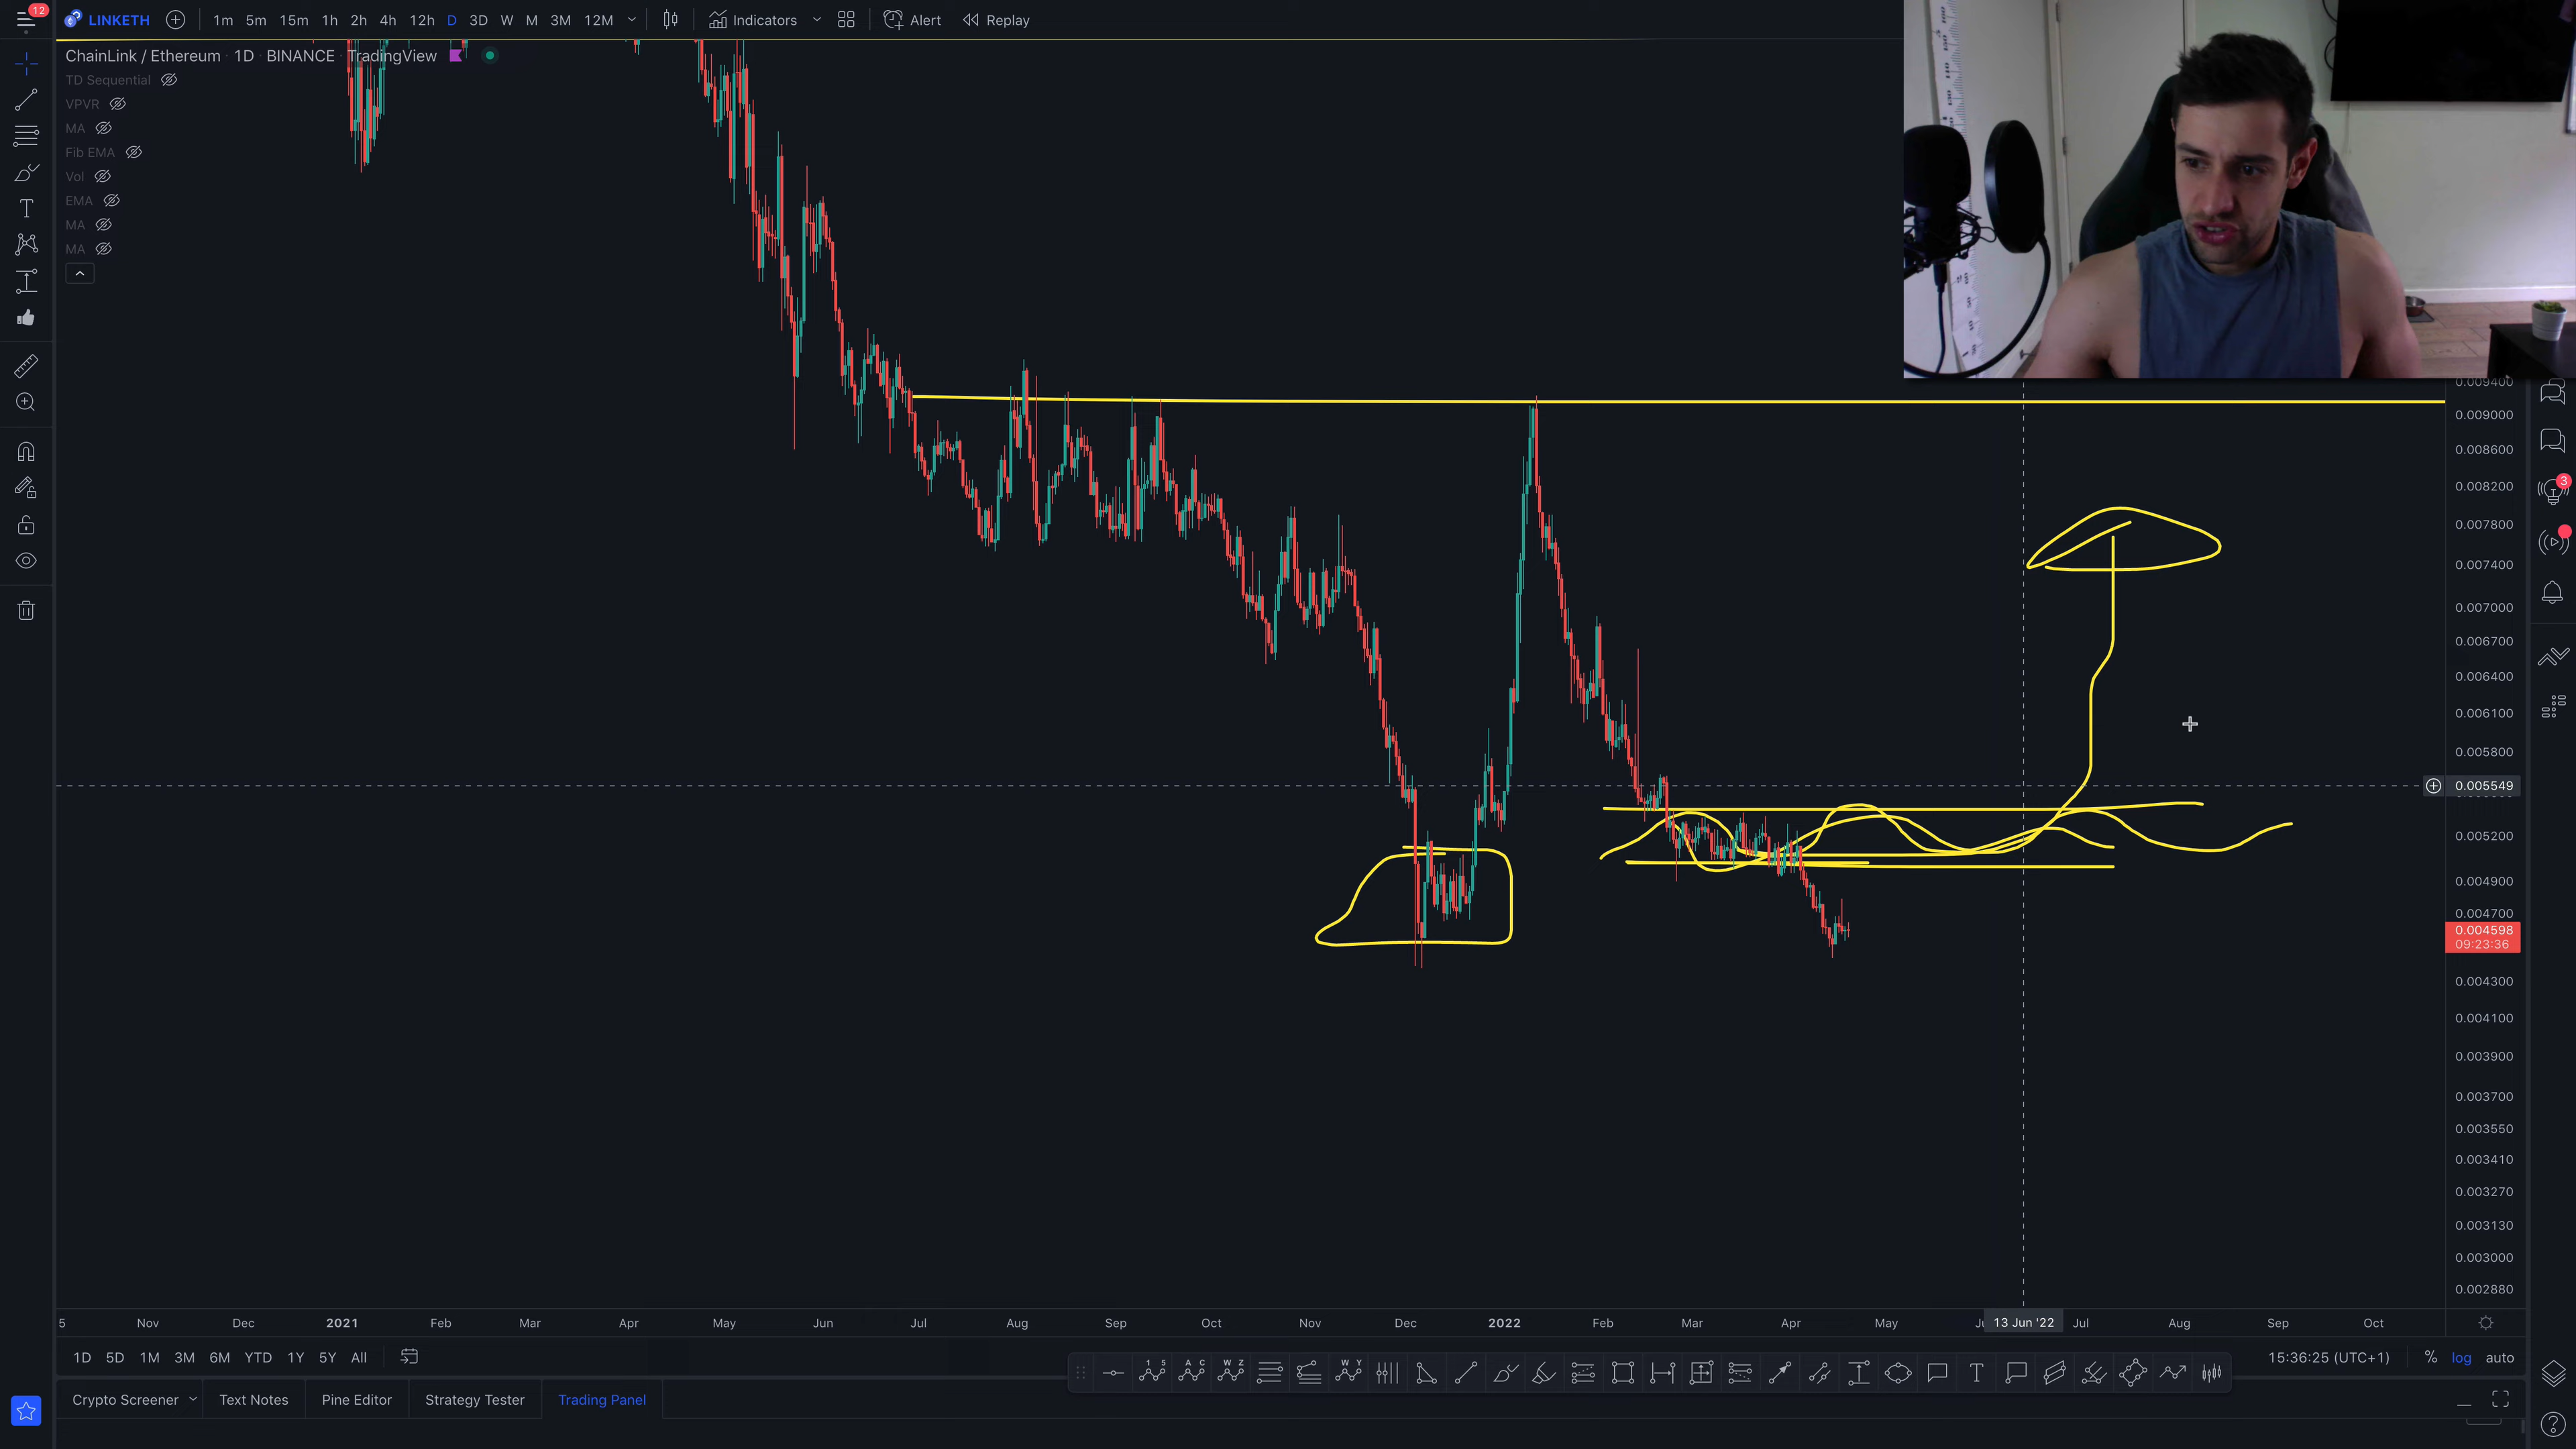 12
LINKETH 1m 5m 15m 1h 2h 4h 12h D 3D W M 3M 12M Indicators Alert Replay
ChainLink / Ethereum · 1D · BINANCE · TradingView
TD Sequential
VPVR
MA
Fib EMA
Vol
EMA
MA
MA
0.009400
0.009000
0.008600
0.008200
3
0.007800
0.007400
0.007000
0.006700
0.006400
0.006100
0.005800
0.005549
0.005200
0.004900
0.004700
0.004598
09:23:36
0.004300
0.004100
0.003900
0.003700
0.003550
0.003410
0.003270
0.003130
0.003000
0.002880
5 Nov Dec 2021 Feb Mar Apr May Jun Jul Aug Sep Oct Nov Dec 2022 Feb Mar Apr May 13 Jun '22 Jul Aug Sep Oct
1D 5D 1M 3M 6M YTD 1Y 5Y All 15:36:25 (UTC+1) % log auto
1 5 A C W Z W Y T
Crypto Screener Text Notes Pine Editor Strategy Tester Trading Panel